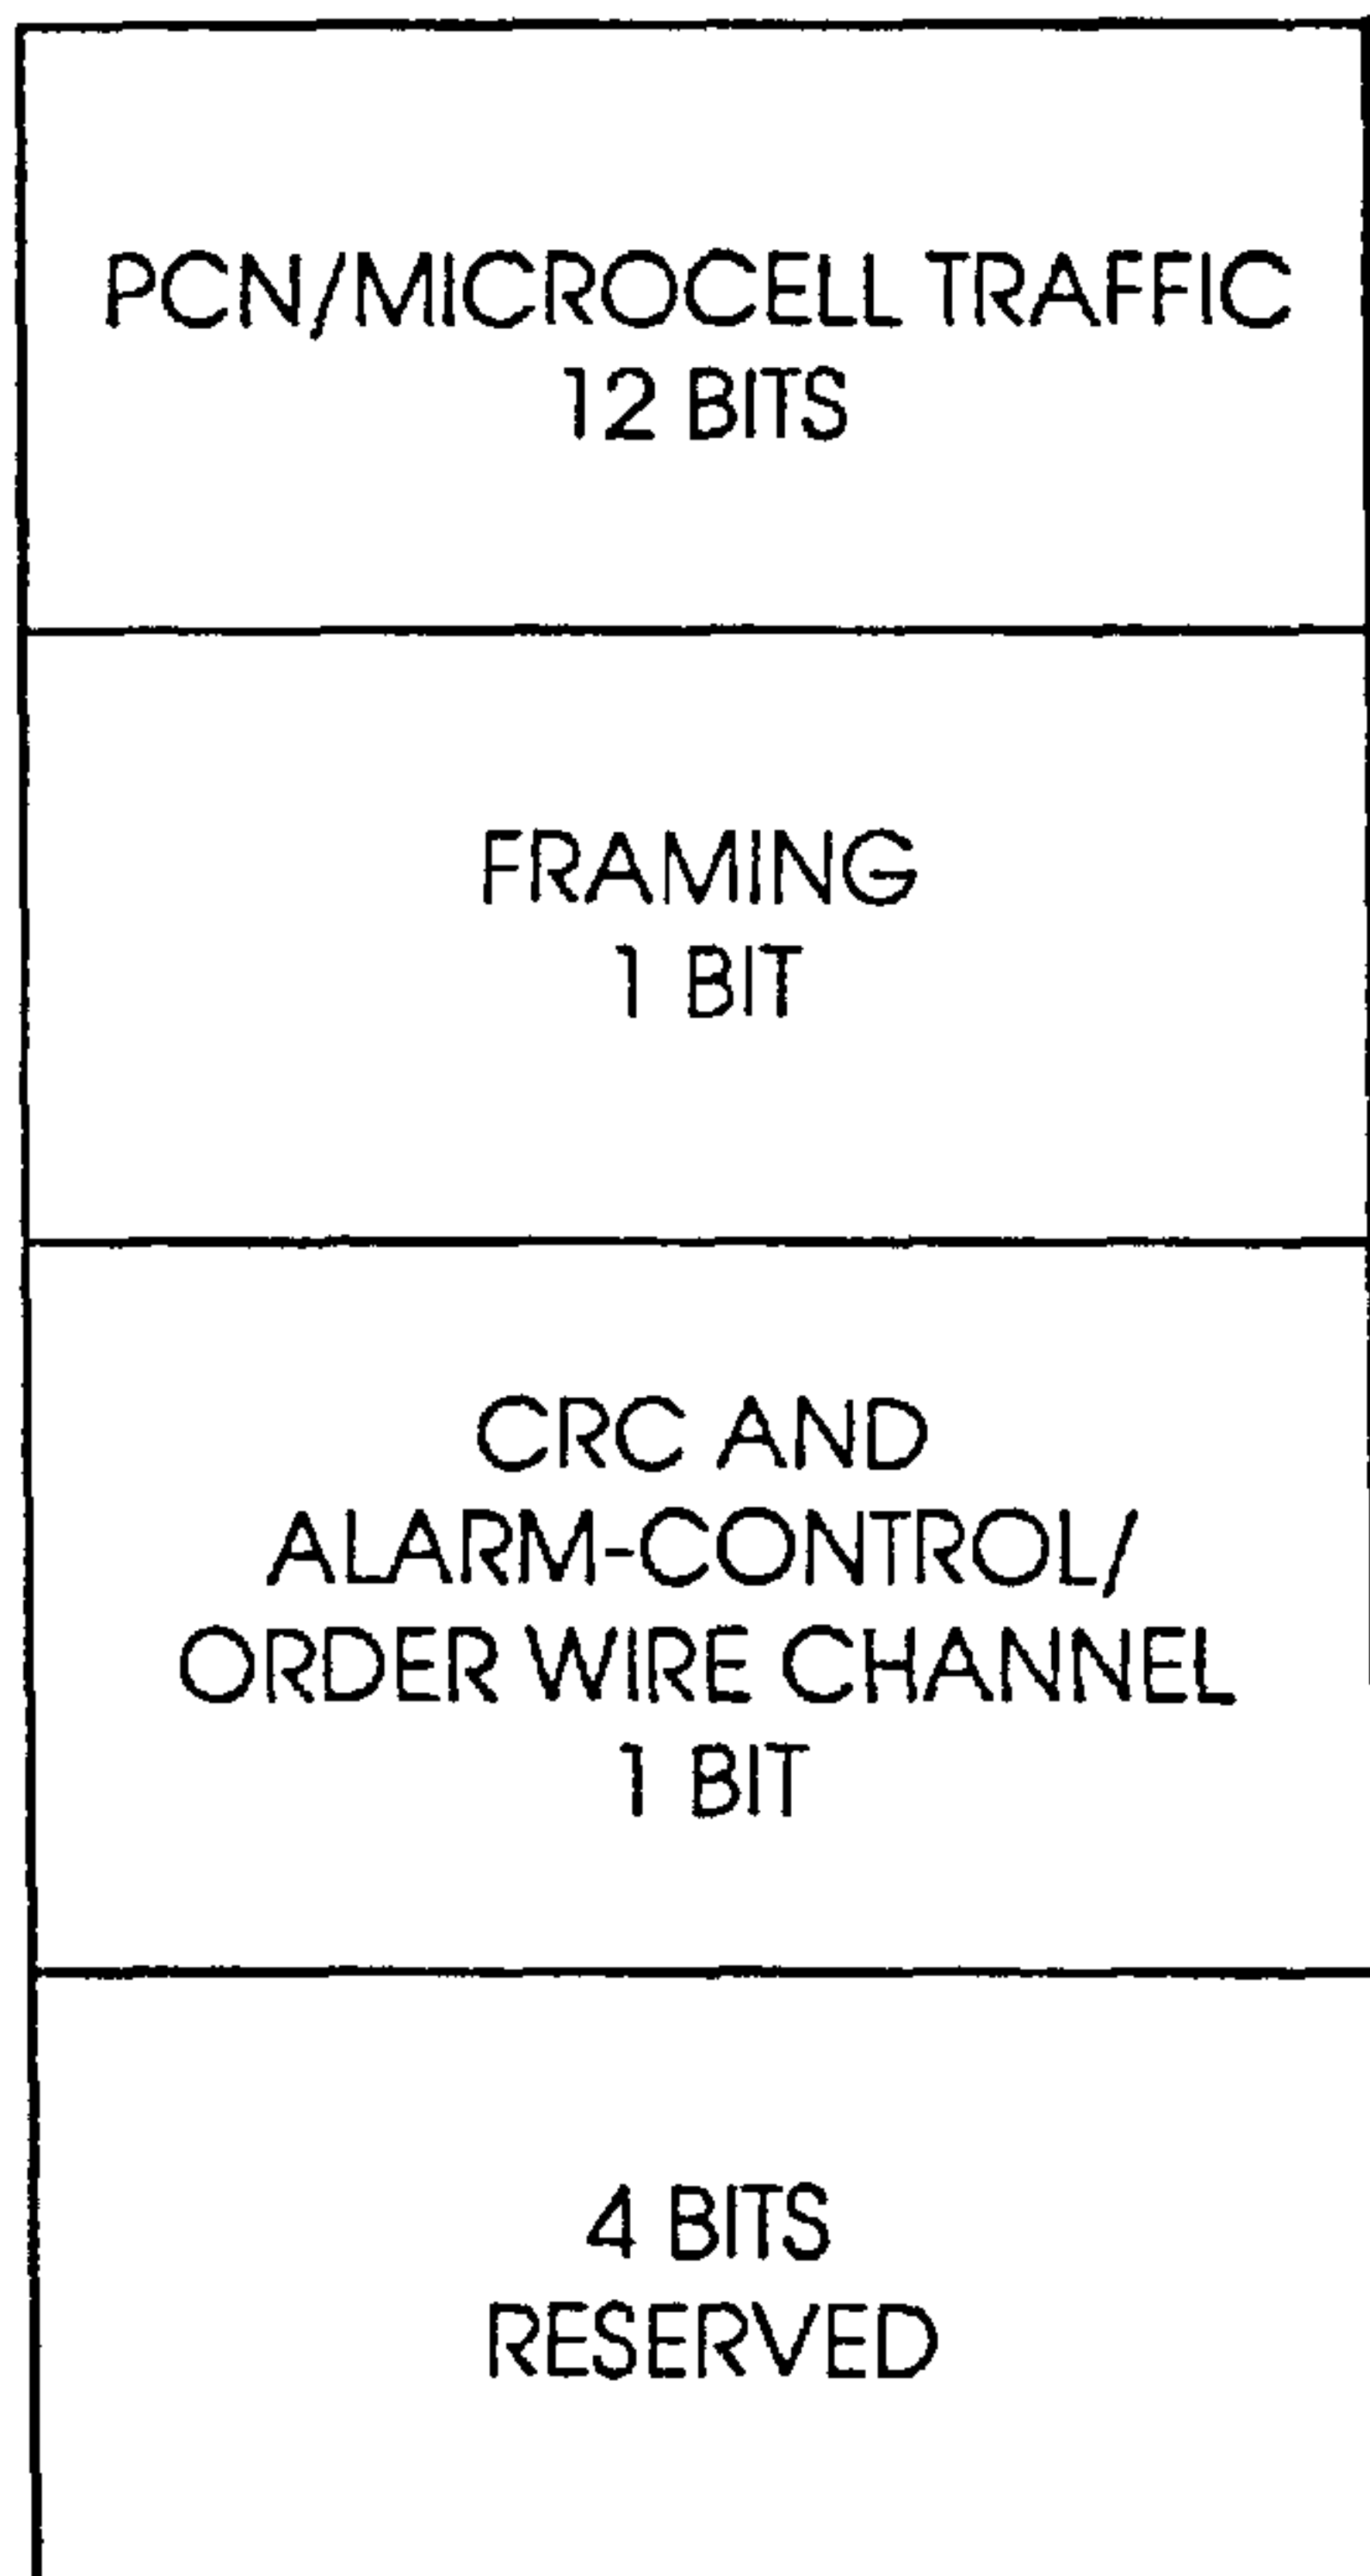 PCN/MICROCELL TRAFFIC
12 BITS
FRAMING
1 BIT
CRC AND
ALARM-CONTROL/
ORDER WIRE CHANNEL
1 BIT
4 BITS
RESERVED